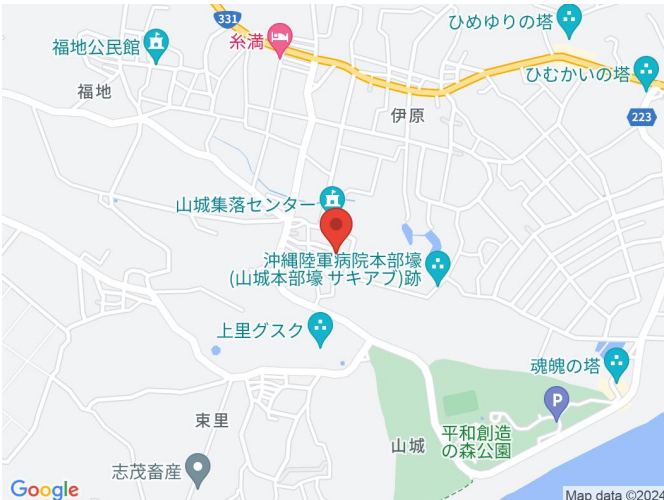 331
ひめゆりの塔
糸満
福地公民館
ひむかいの塔
福地
伊原
223
山城集落センター
沖縄陸軍病院本部壕
(山城本部壕 サキアブ)跡
上里グスク
魂魄の塔
P
束里
平和創造
の森公園
山城
志茂畜産
Google
Map data ©2024